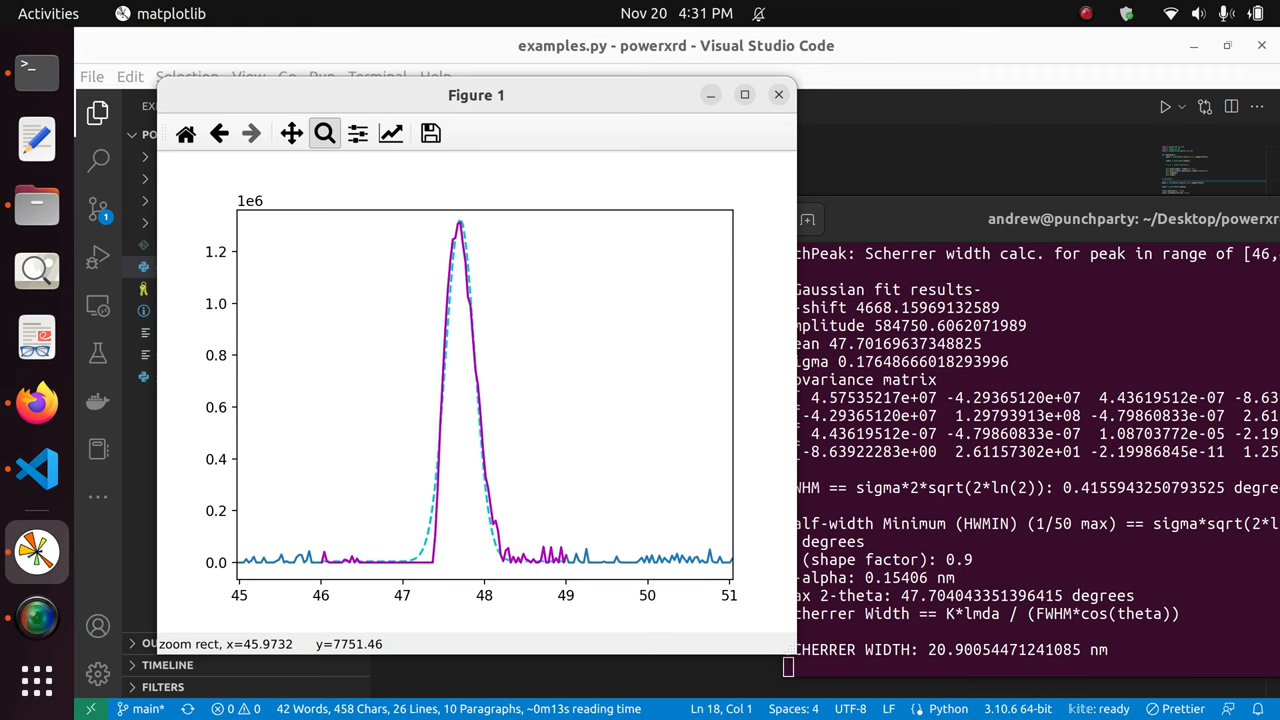 Activities
matplotlib
Nov 20 4:31 PM
examples.py - powerxrd - Visual Studio Code
File Edit Selection View Go Run Terminal Help
Figure 1
1e6
1.2
1.0
0.8
0.6
0.4
0.2
0.0
45 46 47 48 49 50 51
zoom rect, x=45.9732 y=7751.46
EX
PO
OU
TIMELINE
FILTERS
1
andrew@punchparty: ~/Desktop/powerxr
chPeak: Scherrer width calc. for peak in range of [46,
Gaussian fit results-
-shift 4668.15969132589
mplitude 584750.6062071989
ean 47.70169637348825
igma 0.17648666018293996
ovariance matrix
4.57535217e+07 -4.29365120e+07 4.43619512e-07 -8.63
-4.29365120e+07 1.29793913e+08 -4.79860833e-07 2.61
4.43619512e-07 -4.79860833e-07 1.08703772e-05 -2.19
-8.63922283e+00 2.61157302e+01 -2.19986845e-11 1.25
WHM == sigma*2*sqrt(2*ln(2)): 0.4155943250793525 degre
alf-width Minimum (HWMIN) (1/50 max) == sigma*sqrt(2*l
degrees
(shape factor): 0.9
-alpha: 0.15406 nm
ax 2-theta: 47.704043351396415 degrees
cherrer Width == K*lmda / (FWHM*cos(theta))
CHERRER WIDTH: 20.90054471241085 nm
main* 0 0 42 Words, 458 Chars, 26 Lines, 10 Paragraphs, ~0m13s reading time Ln 18, Col 1 Spaces: 4 UTF-8 LF Python 3.10.6 64-bit kite: ready Prettier